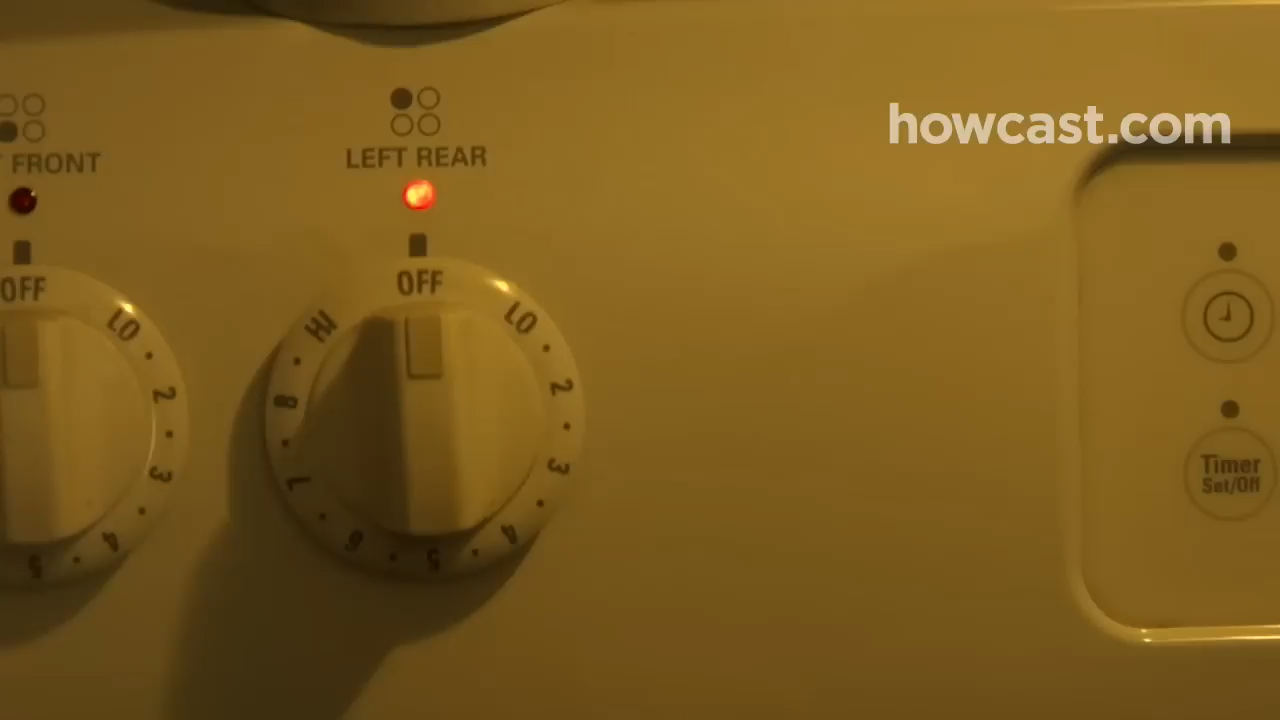 howcast.com
T FRONT
LEFT REAR
OFF
LO
2
3
4
5
OFF
LO
2
3
4
5
6
7
8
HI
Timer
Set/Off